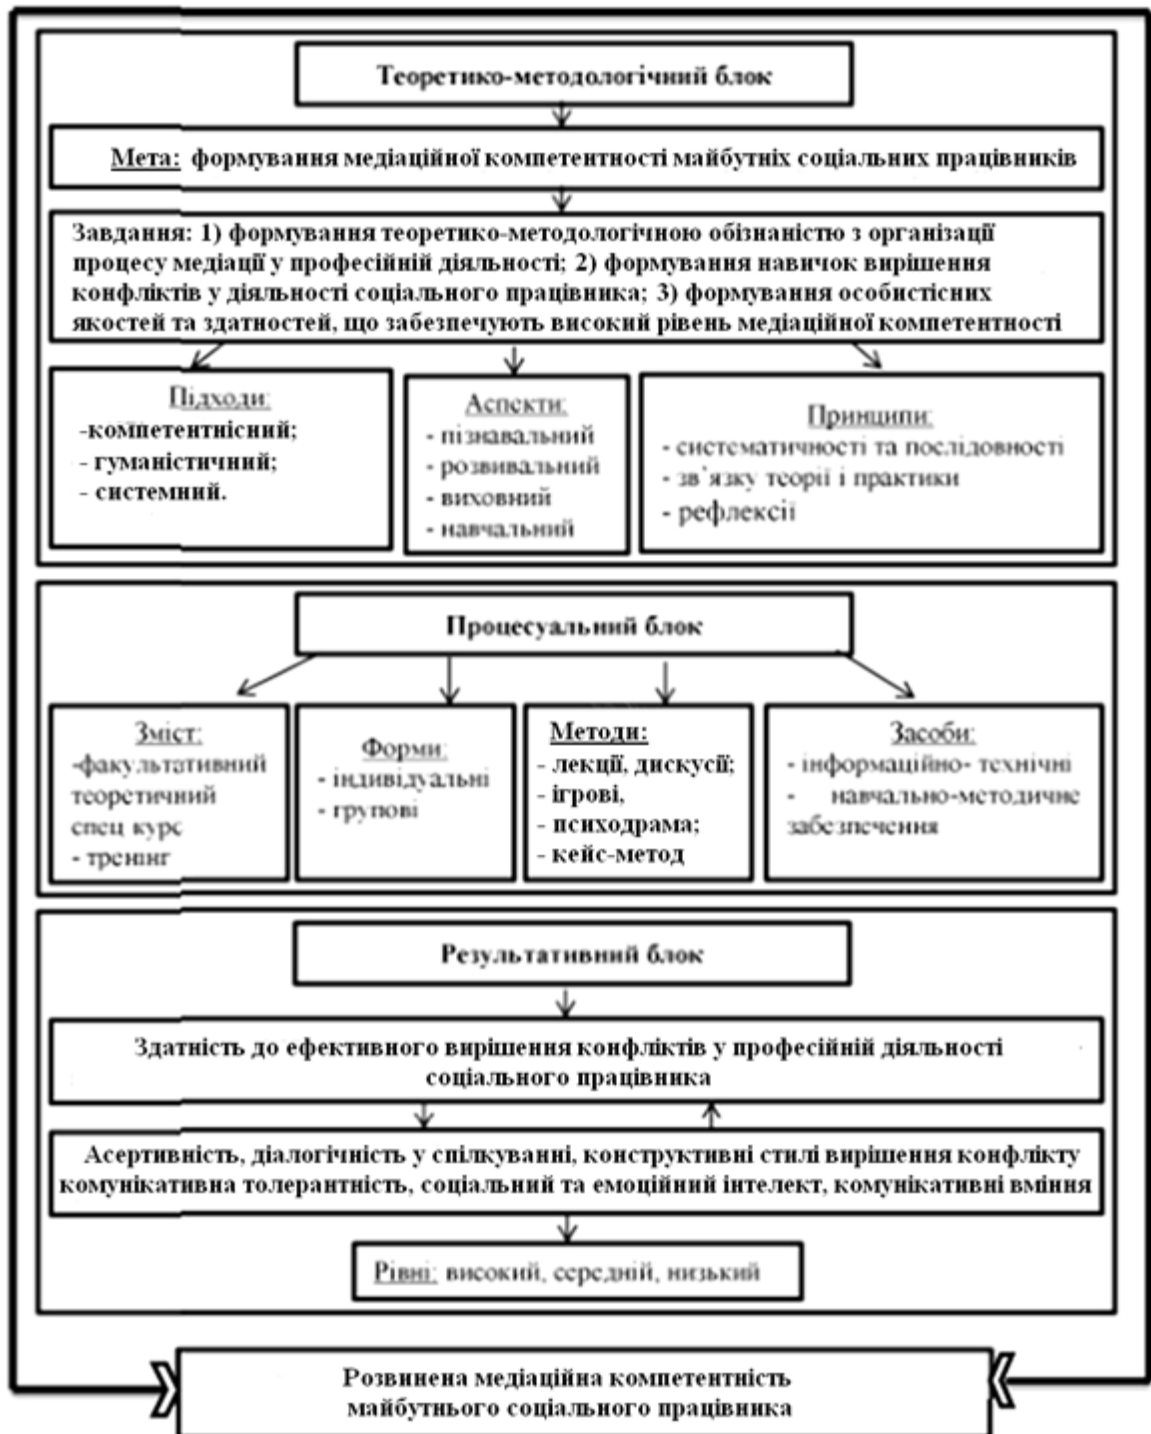 Теоретико-методологічний блок
Мета: формування медіаційної компетентності майбутніх соціальних працівників
Завдання: 1) формування теоретико-методологічною обізнаністю з організації
процесу медіації у професійній діяльності; 2) формування навичок вирішення
конфліктів у діяльності соціального працівника; 3) формування особистісних
якостей та здатностей, що забезпечують високий рівень медіаційної компетентності
Підходи:
-компетентнісний;
- гуманістичний;
- системний.
Аспекти:
- пізнавальний
- розвивальний
- виховний
- навчальний
Принципи:
- систематичності та послідовності
- зв`язку теорії і практики
- рефлексії
Процесуальний блок
Зміст:
-факультативний
теоретичний
спец курс
- тренінг
Форми:
- індивідуальні
- групові
Методи:
- лекції, дискусії;
- ігрові,
- психодрама;
- кейс-метод
Засоби:
- інформаційно- технічні
- навчально-методичне
забезпечення
Результативний блок
Здатність до ефективного вирішення конфліктів у професійній діяльності
соціального працівника
Асертивність, діалогічність у спілкуванні, конструктивні стилі вирішення конфлікту
комунікативна толерантність, соціальний та емоційний інтелект, комунікативні вміння
Рівні: високий, середній, низький
Розвинена медіаційна компетентність
майбутнього соціального працівника